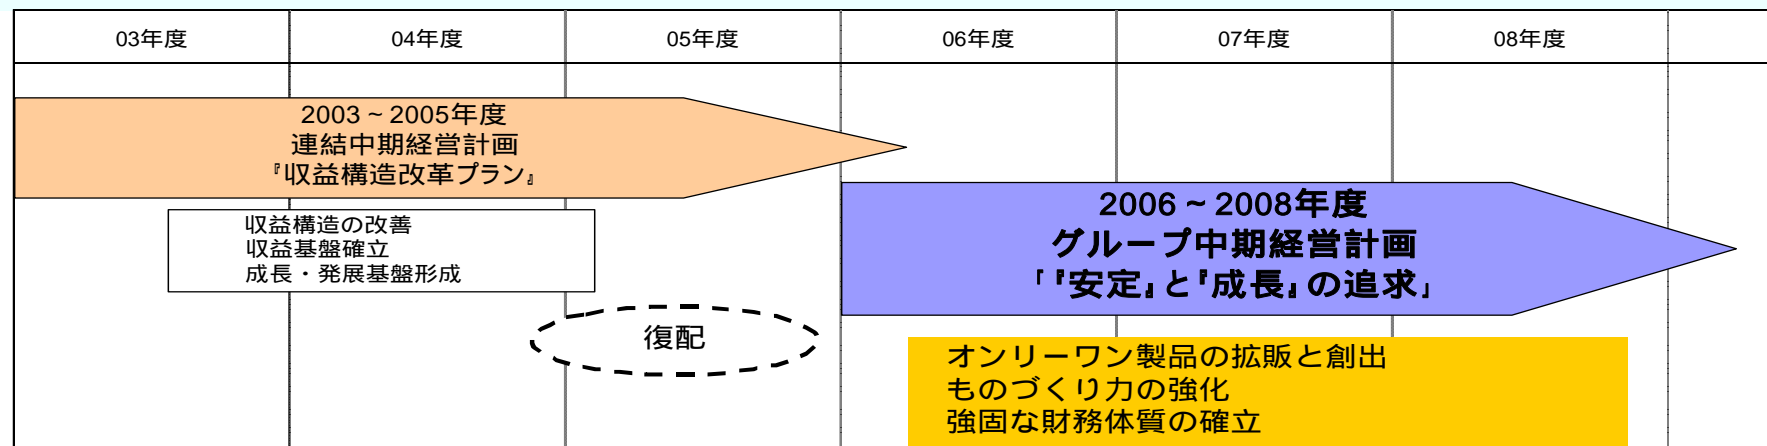 03年度 04年度 05年度 06年度 07年度 08年度
2003～2005年度
連結中期経営計画
『収益構造改革プラン』
収益構造の改善
収益基盤確立
成長・発展基盤形成
復配
2006～2008年度
グループ中期経営計画
「『安定』と『成長』の追求」
オンリーワン製品の拡販と創出
ものづくり力の強化
強固な財務体質の確立